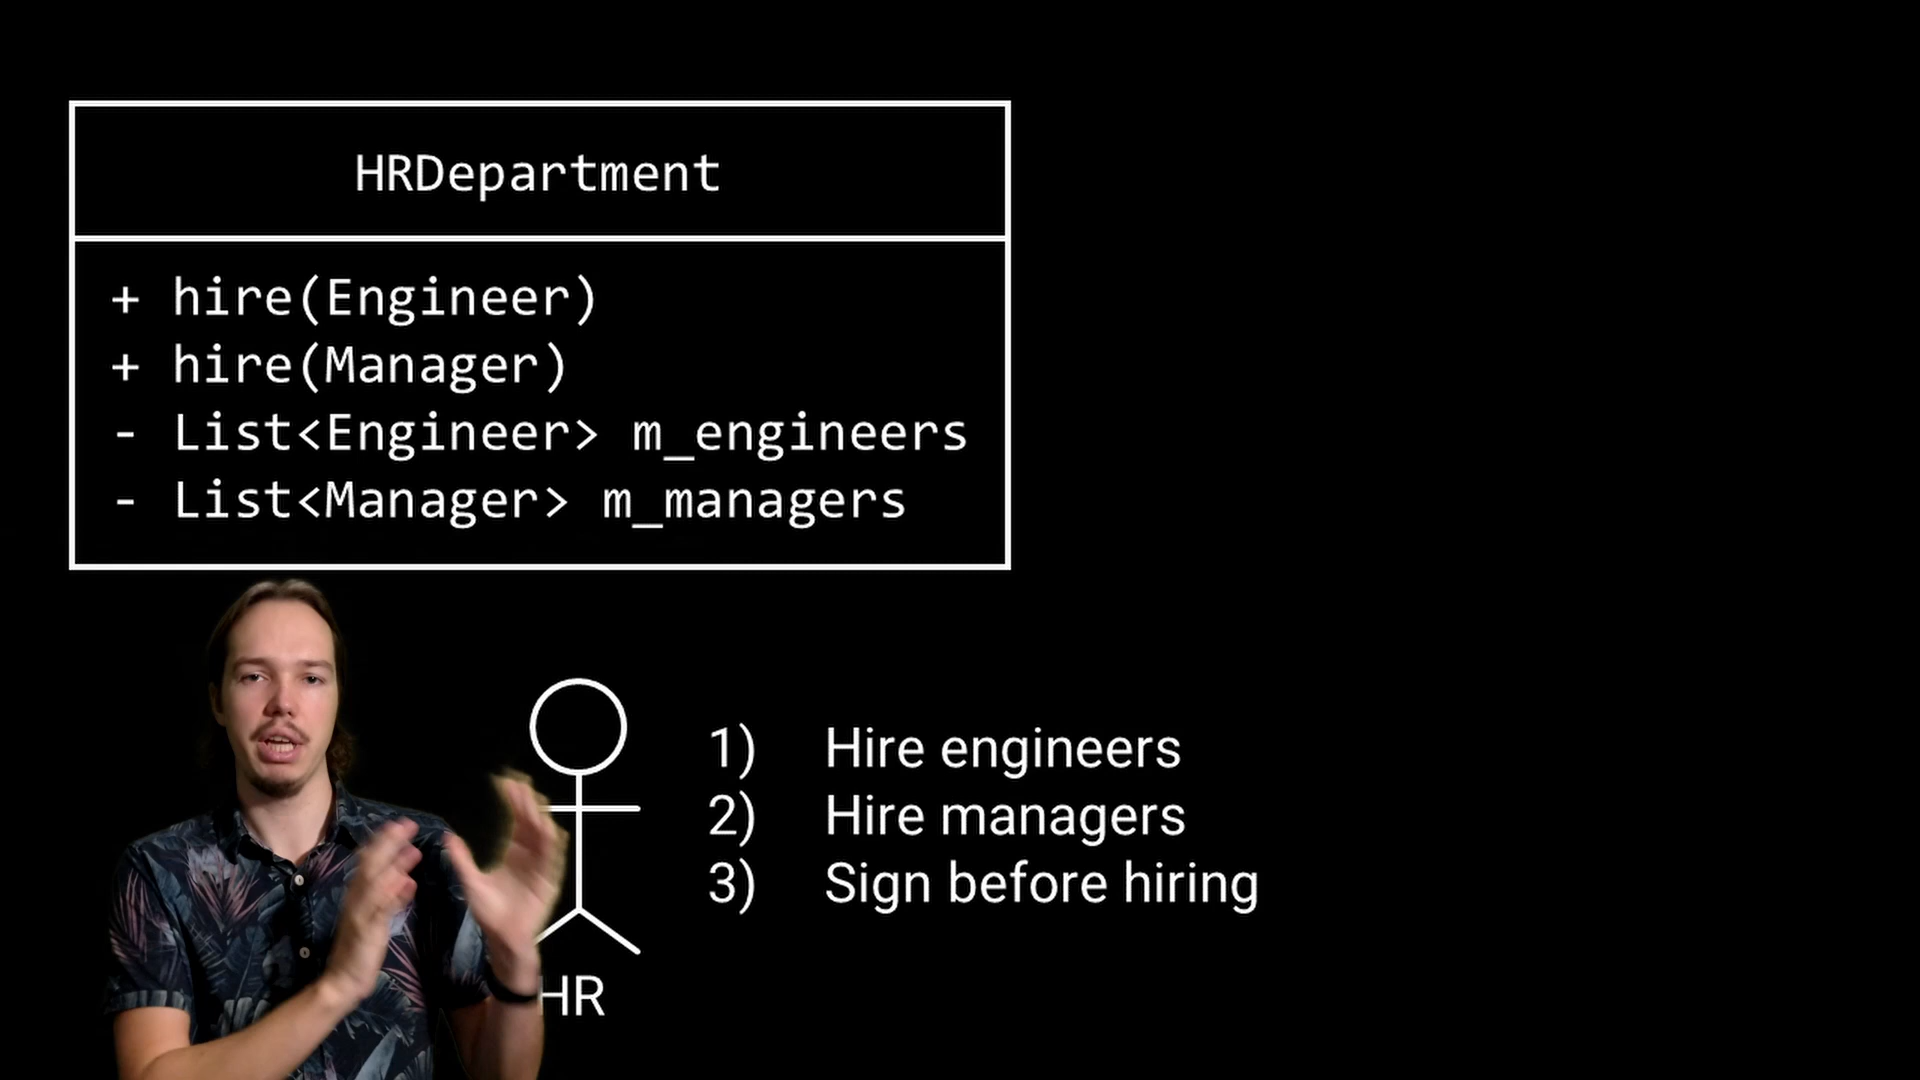 HRDepartment
+ hire(Engineer)
+ hire(Manager)
- List<Engineer> m_engineers
- List<Manager> m_managers
1) Hire engineers
2) Hire managers
3) Sign before hiring
HR